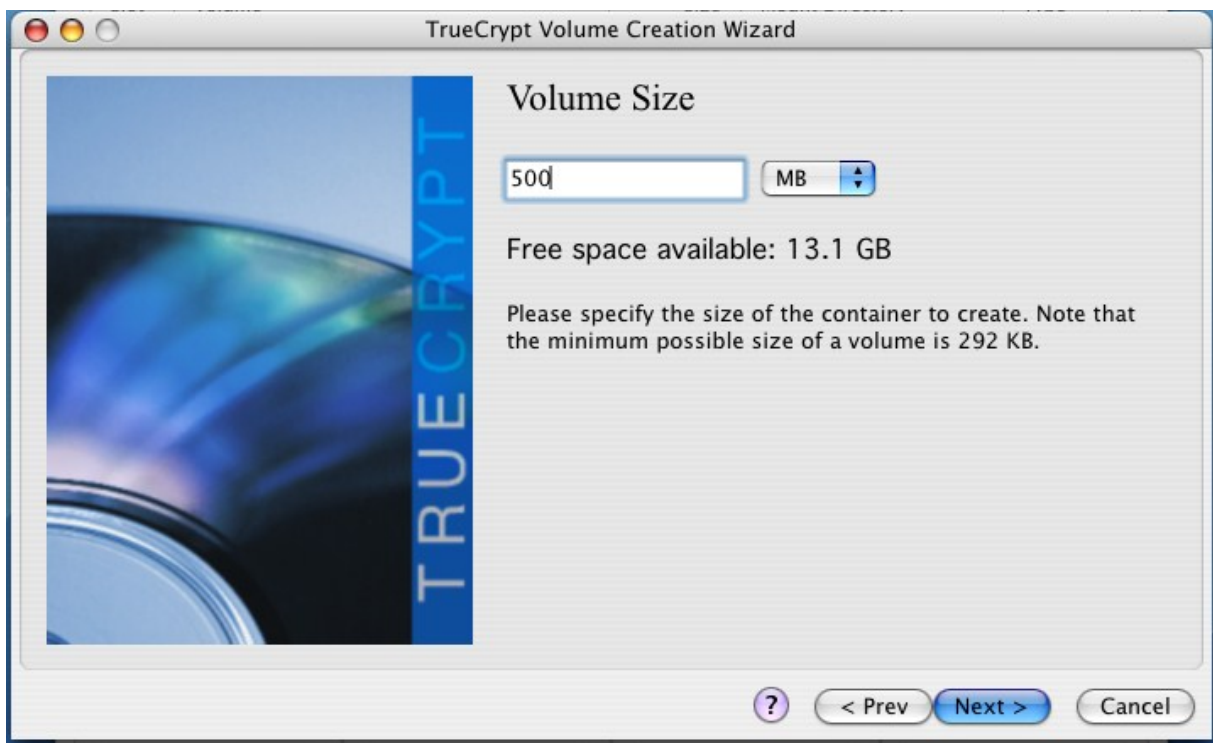 TrueCrypt Volume Creation Wizard
TRUECRYPT
Volume Size
500
MB
Free space available: 13.1 GB
Please specify the size of the container to create. Note that
the minimum possible size of a volume is 292 KB.
?
< Prev
Next >
Cancel